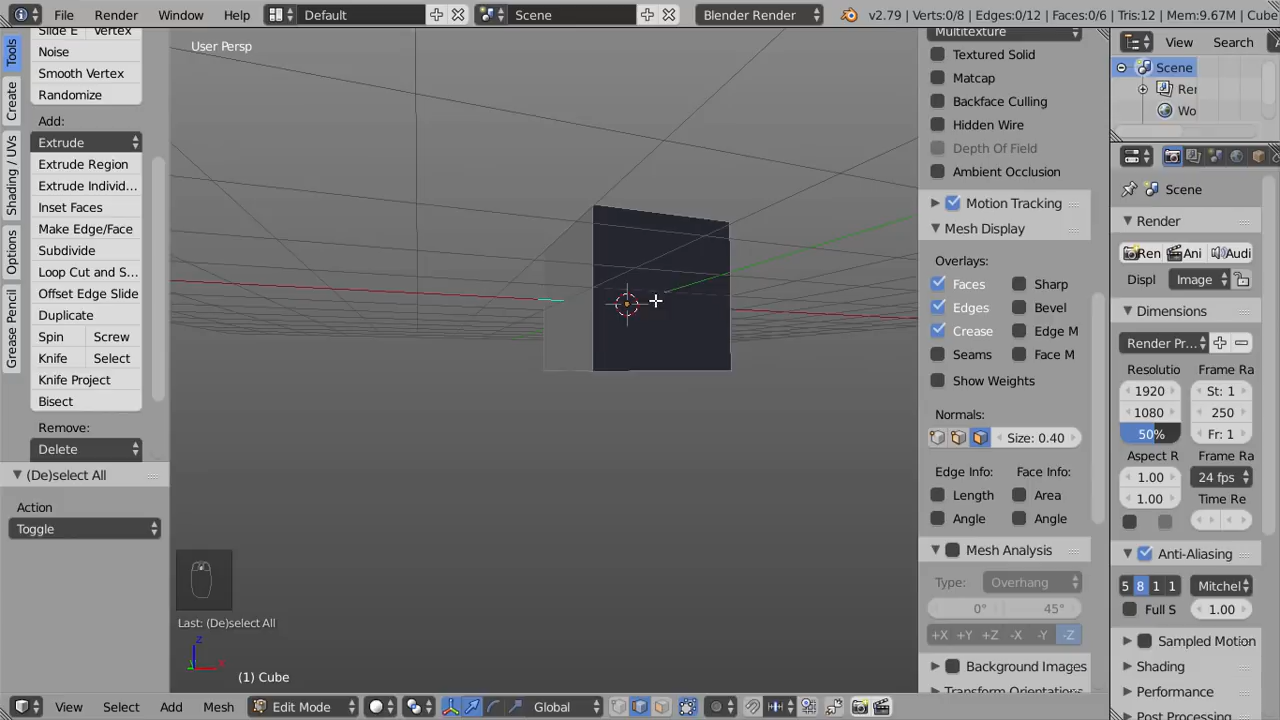 File Render Window Help Default Scene Blender Render v2.79 | Verts:0/8 | Edges:0/12 | Faces:0/6 | Tris:12 | Mem:9.67M | Cube
Tools
Create
Shading / UVs
Options
Grease Pencil
Slide E Vertex
Noise
Smooth Vertex
Randomize
Add:
Extrude
Extrude Region
Extrude Individ...
Inset Faces
Make Edge/Face
Subdivide
Loop Cut and S...
Offset Edge Slide
Duplicate
Spin Screw
Knife Select
Knife Project
Bisect
Remove:
Delete
(De)select All
Action
Toggle
User Persp
Last: (De)select All
z
x
(1) Cube
Multitexture
Textured Solid
Matcap
Backface Culling
Hidden Wire
Depth Of Field
Ambient Occlusion
Motion Tracking
Mesh Display
Overlays:
Faces Sharp
Edges Bevel
Crease Edge M
Seams Face M
Show Weights
Normals:
Size: 0.40
Edge Info: Face Info:
Length Area
Angle Angle
Mesh Analysis
Type: Overhang
0° 45°
+X +Y +Z -X -Y -Z
Background Images
Transform Orientations
View Search
Scene
Rer
Wo
Scene
Render
Ren Ani Audi
Displ Image
Dimensions
Render Pr...
Resolutio Frame Ra
1920 St: 1
1080 250
50% Fr: 1
Aspect R Frame Ra
1.00 24 fps
1.00 Time Re
Anti-Aliasing
5 8 1 1 Mitchel
Full S 1.00
Sampled Motion
Shading
Performance
Post Processing
View Select Add Mesh Edit Mode Global